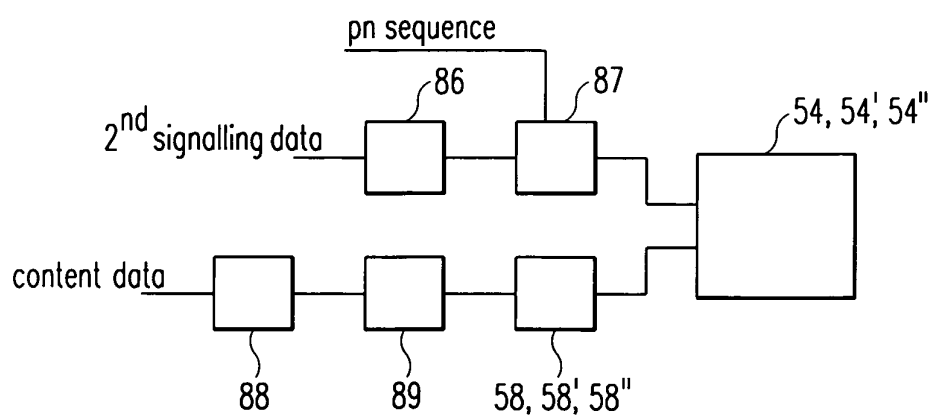 pn sequence
86
87
54, 54', 54"
2nd signalling data
content data
88
89
58, 58', 58"